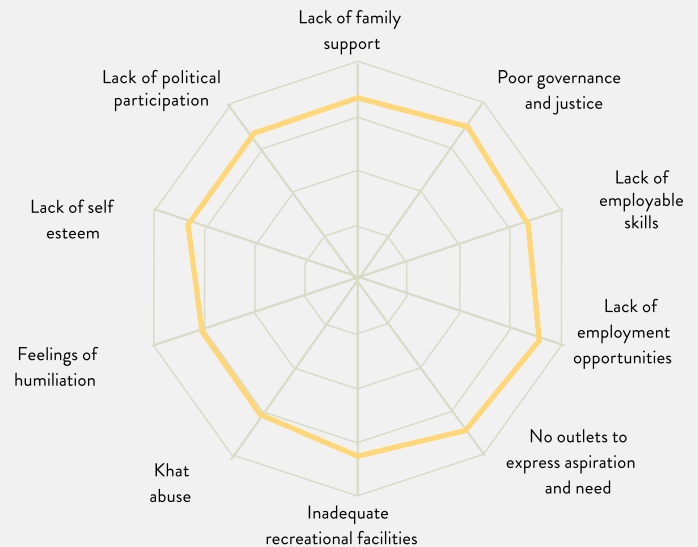 Lack of family
support
Poor governance
and justice
Lack of
employable
skills
Lack of
employment
opportunities
No outlets to
express aspiration
and need
Inadequate
recreational facilities
Khat
abuse
Feelings of
humiliation
Lack of self
esteem
Lack of political
participation